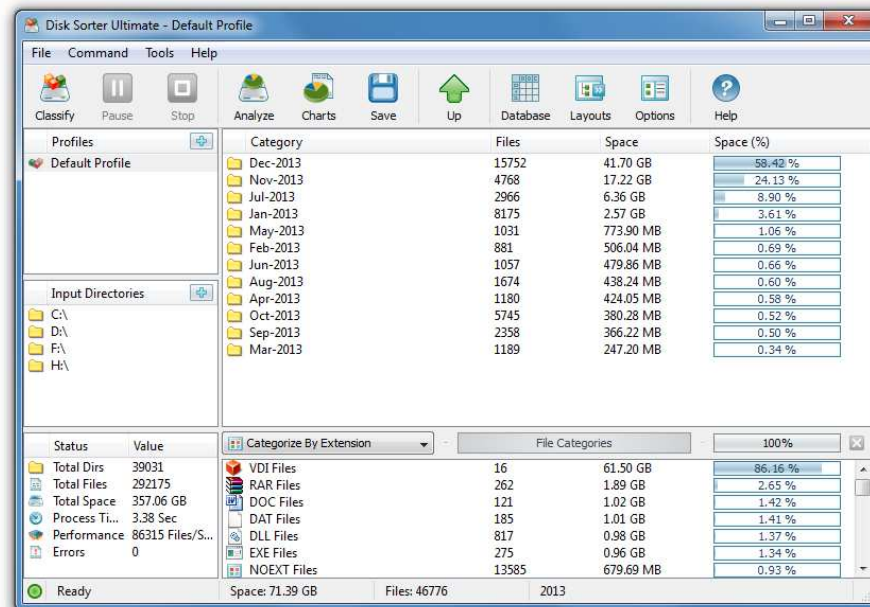 Disk Sorter Ultimate - Default Profile
File Command Tools Help
Classify Pause Stop Analyze Charts Save Up Database Layouts Options Help
Profiles
Default Profile
Input Directories
C:\
D:\
F:\
H:\
Category Files Space Space (%)
Dec-2013 15752 41.70 GB 58.42 %
Nov-2013 4768 17.22 GB 24.13 %
Jul-2013 2966 6.36 GB 8.90 %
Jan-2013 8175 2.57 GB 3.61 %
May-2013 1031 773.90 MB 1.06 %
Feb-2013 881 506.04 MB 0.69 %
Jun-2013 1057 479.86 MB 0.66 %
Aug-2013 1674 438.24 MB 0.60 %
Apr-2013 1180 424.05 MB 0.58 %
Oct-2013 5745 380.28 MB 0.52 %
Sep-2013 2358 366.22 MB 0.50 %
Mar-2013 1189 247.20 MB 0.34 %
Status Value
Total Dirs 39031
Total Files 292175
Total Space 357.06 GB
Process Ti... 3.38 Sec
Performance 86315 Files/S...
Errors 0
Categorize By Extension File Categories 100%
VDI Files 16 61.50 GB 86.16 %
RAR Files 262 1.89 GB 2.65 %
DOC Files 121 1.02 GB 1.42 %
DAT Files 185 1.01 GB 1.41 %
DLL Files 817 0.98 GB 1.37 %
EXE Files 275 0.96 GB 1.34 %
NOEXT Files 13585 679.69 MB 0.93 %
Ready Space: 71.39 GB Files: 46776 2013